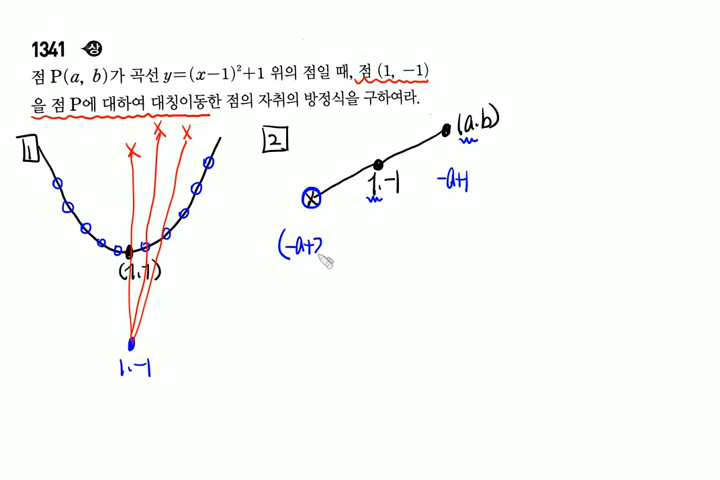 1341 상
점 P(a, b)가 곡선 y=(x-1)²+1 위의 점일 때, 점 (1, -1)
을 점 P에 대하여 대칭이동한 점의 자취의 방정식을 구하여라.
1
2
(a.b)
1.-1
-a+1
x
(-a+2
(1.1)
1.-1